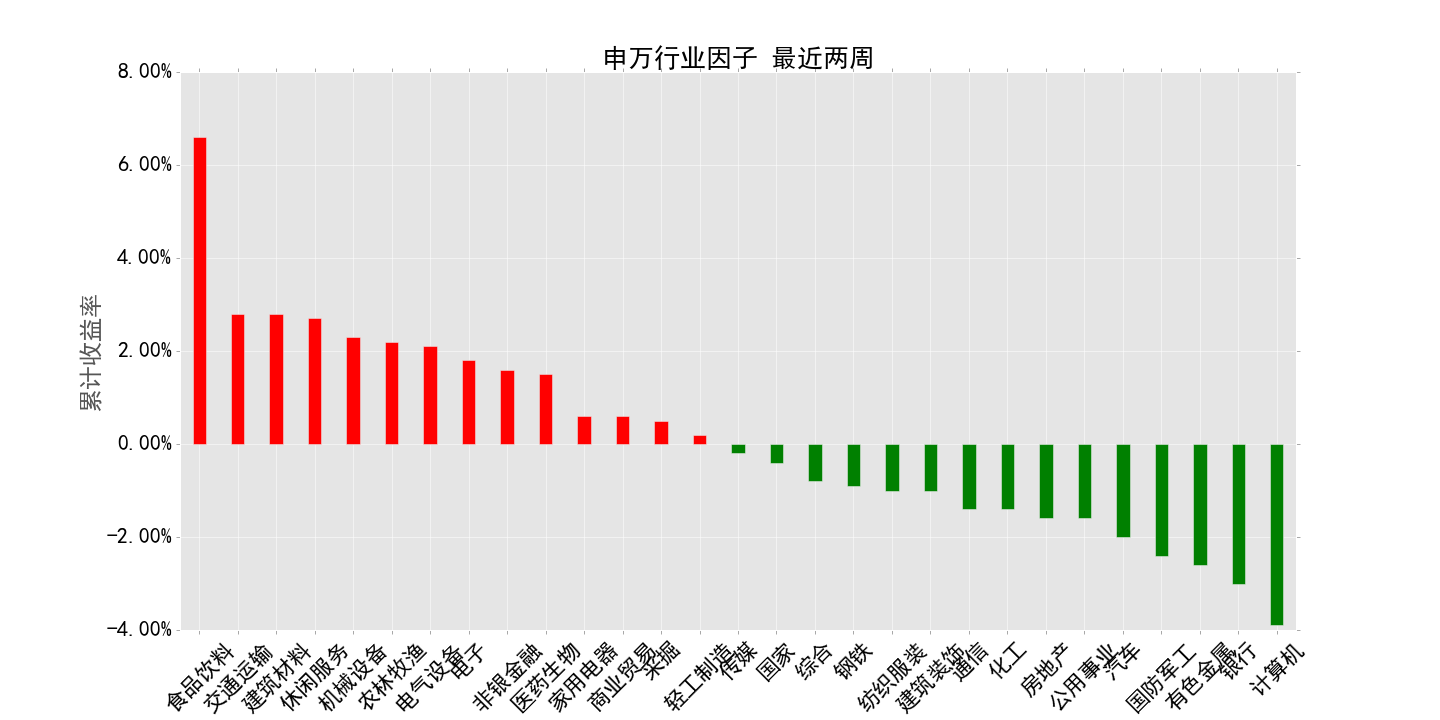 申万行业因子 最近两周
累计收益率
8.00%
6.00%
4.00%
2.00%
0.00%
-2.00%
-4.00%
食品饮料
交通运输
建筑材料
休闲服务
机械设备
农林牧渔
电气设备
电子
非银金融
医药生物
家用电器
商业贸易
采掘
轻工制造
传媒
国家
综合
钢铁
纺织服装
建筑装饰
通信
化工
房地产
公用事业
汽车
国防军工
有色金属
银行
计算机